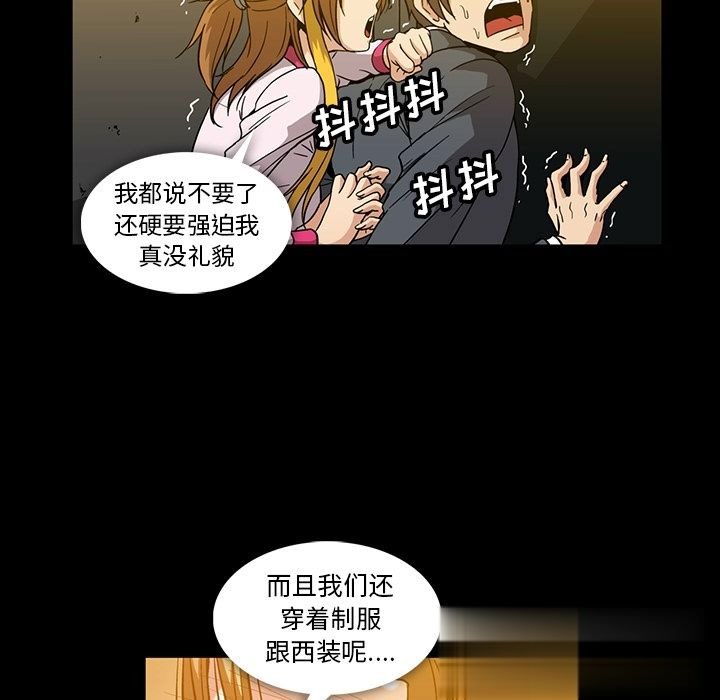 抖抖抖
抖抖
我都说不要了
还硬要强迫我
真没礼貌
而且我们还
穿着制服
跟西装呢....